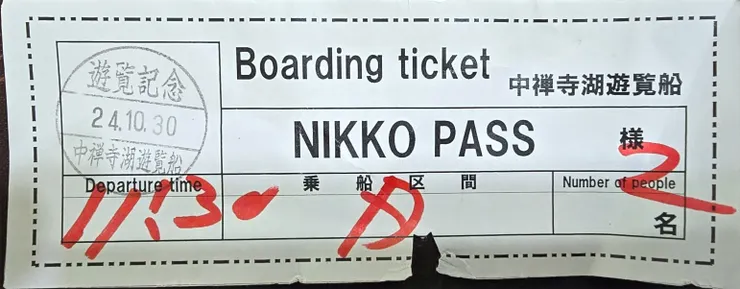 遊覧記念
24.10.30
中禅寺湖遊覧船
Boarding ticket
中禅寺湖遊覧船
NIKKO PASS 様
Departure time
乗船区間
Number of people
11:30
2
名